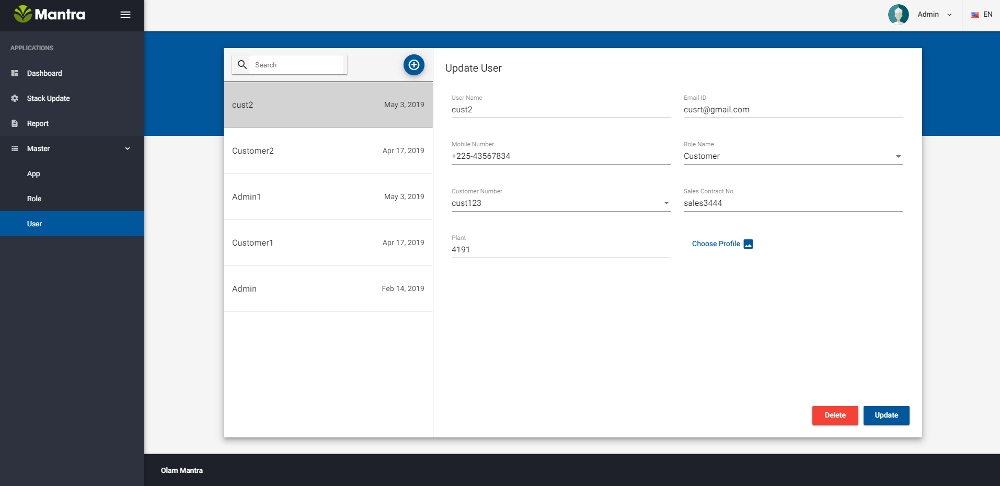 Mantra
Admin
EN
APPLICATIONS
Dashboard
Stack Update
Report
Master
App
Role
User
Search
cust2 May 3, 2019
Customer2 Apr 17, 2019
Admin1 May 3, 2019
Customer1 Apr 17, 2019
Admin Feb 14, 2019
Update User
User Name Email ID
cust2 cusrt@gmail.com
Mobile Number Role Name
+225-43567834 Customer
Customer Number Sales Contract No
cust123 sales3444
Plant
4191
Choose Profile
Delete Update
Olam Mantra